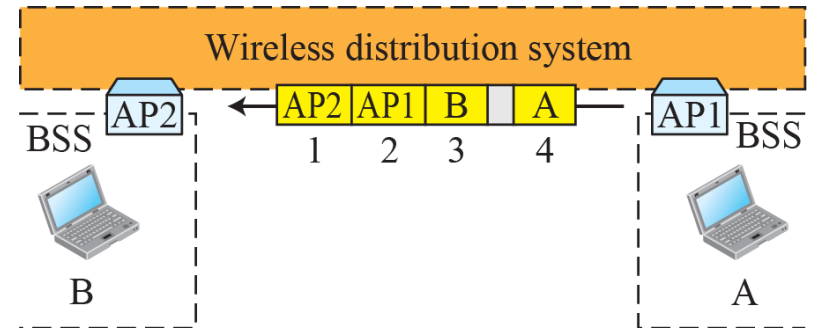 Wireless distribution system
AP2 AP2 AP1 B A AP1
BSS 1 2 3 4 BSS
B A